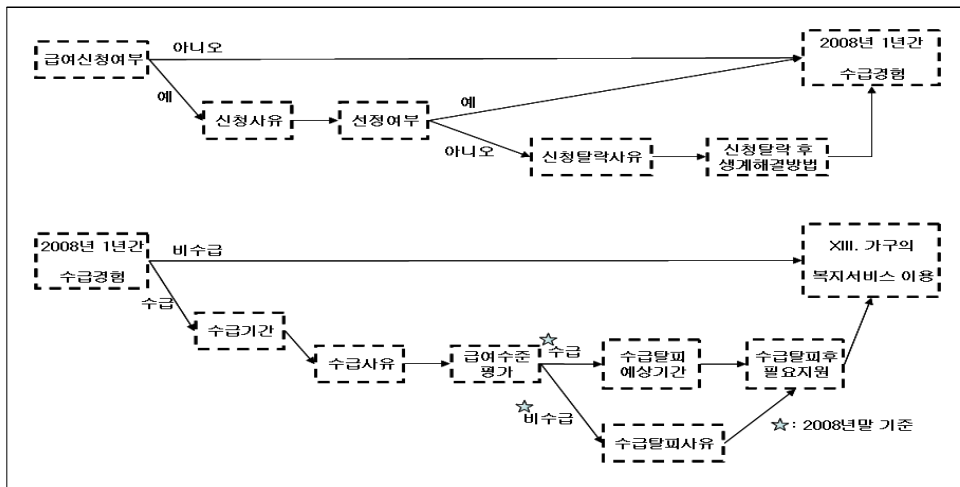 급여신청여부
아니오
예
신청사유
선정여부
예
아니오
신청탈락사유
신청탈락 후
생계해결방법
2008년 1년간
수급경험
2008년 1년간
수급경험
비수급
수급
수급기간
수급사유
급여수준
평가
☆수급
☆비수급
수급탈피
예상기간
수급탈피사유
수급탈피후
필요지원
XIII. 가구의
복지서비스 이용
☆: 2008년말 기준